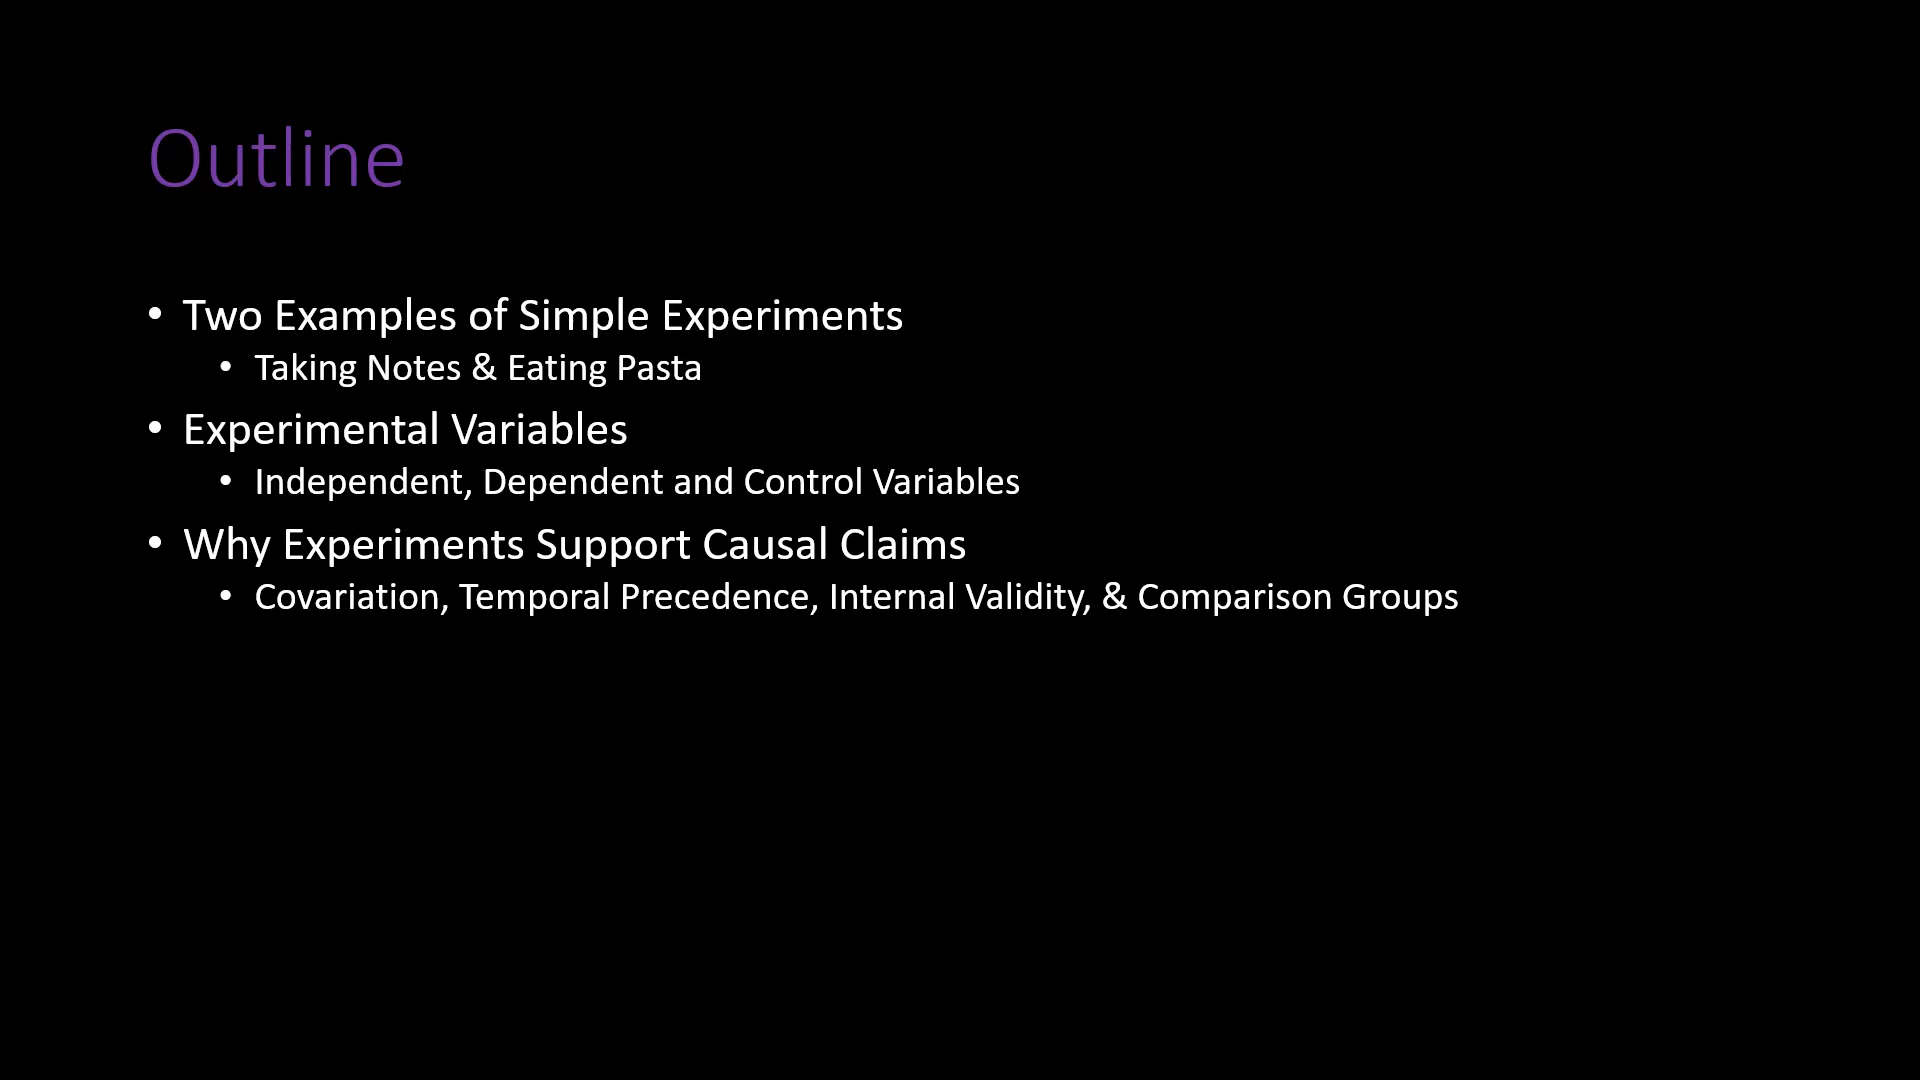 Outline
• Two Examples of Simple Experiments
• Taking Notes & Eating Pasta
• Experimental Variables
• Independent, Dependent and Control Variables
• Why Experiments Support Causal Claims
• Covariation, Temporal Precedence, Internal Validity, & Comparison Groups